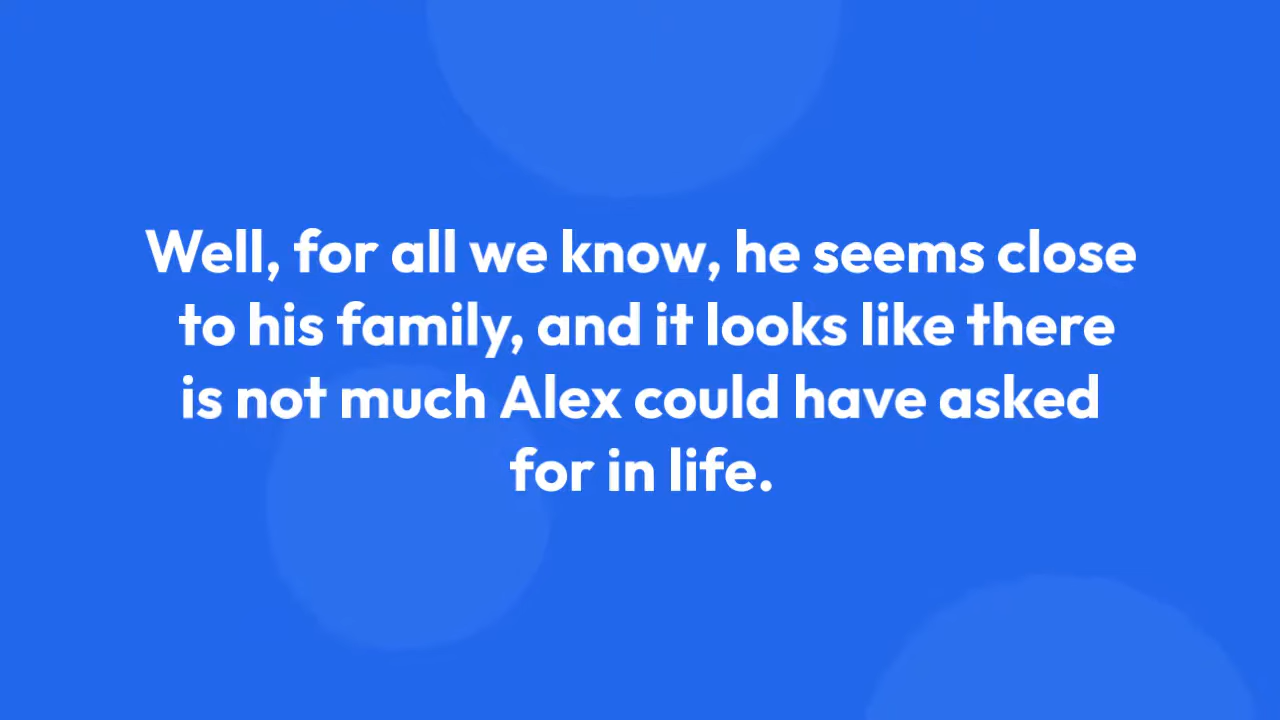 Well, for all we know, he seems close
to his family, and it looks like there
is not much Alex could have asked
for in life.